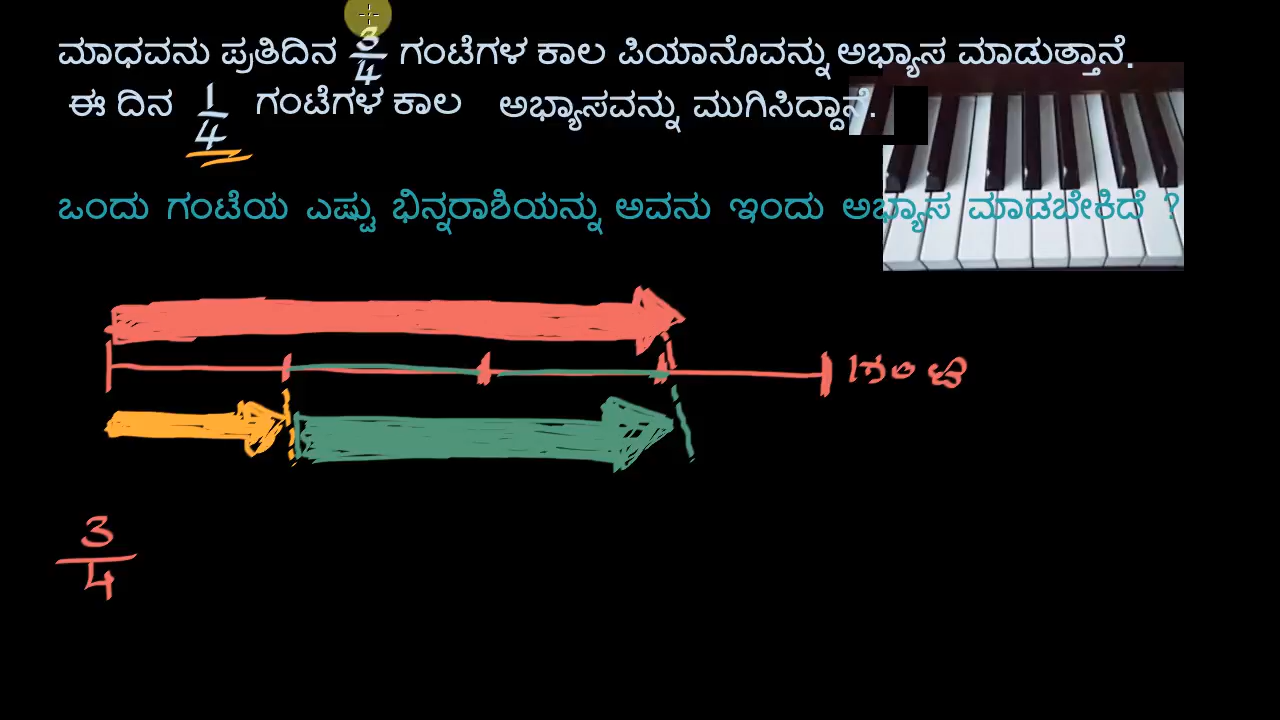 ಮಾಧವನು ಪ್ರತಿದಿನ 3/4 ಗಂಟೆಗಳ ಕಾಲ ಪಿಯಾನೊವನ್ನು ಅಭ್ಯಾಸ ಮಾಡುತ್ತಾನೆ.
ಈ ದಿನ 1/4 ಗಂಟೆಗಳ ಕಾಲ ಅಭ್ಯಾಸವನ್ನು ಮುಗಿಸಿದ್ದಾನೆ.
ಒಂದು ಗಂಟೆಯ ಎಷ್ಟು ಭಿನ್ನರಾಶಿಯನ್ನು ಅವನು ಇಂದು ಅಭ್ಯಾಸ ಮಾಡಬೇಕಿದೆ ?
1ಗಂಟೆ
3/4